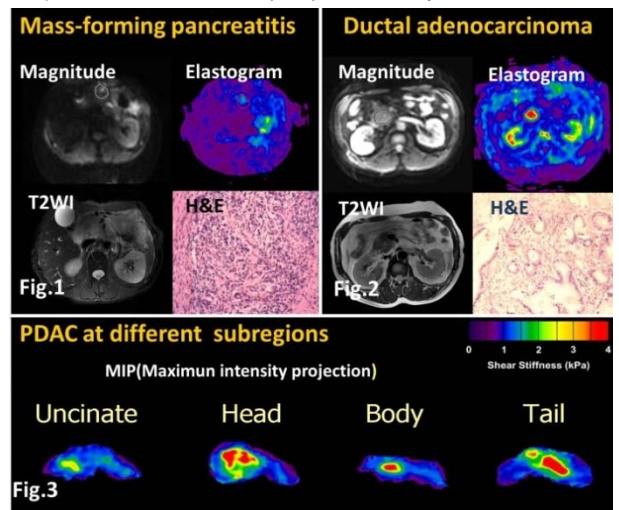 Mass-forming pancreatitis
Magnitude
Elastogram
T2WI
H&E
Fig.1
Ductal adenocarcinoma
Magnitude
Elastogram
T2WI
H&E
Fig.2
PDAC at different subregions
MIP(Maximun intensity projection)
0 1 2 3 4
Shear Stiffness (kPa)
Uncinate Head Body Tail
Fig.3